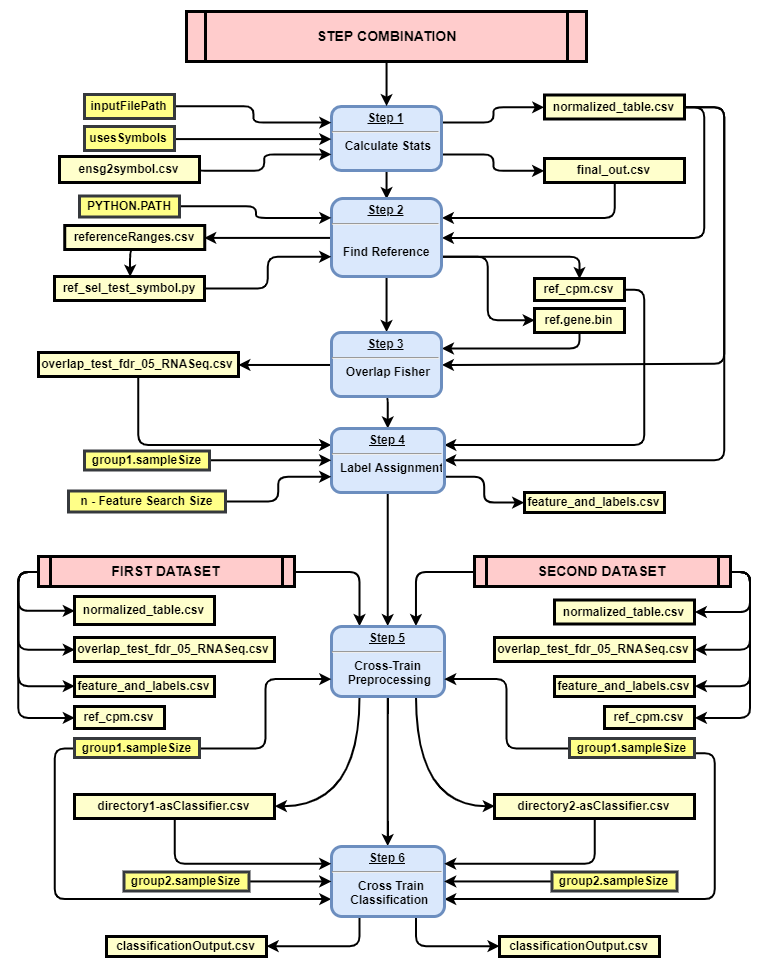 STEP COMBINATION
inputFilePath
usesSymbols
ensg2symbol.csv
Step 1
Calculate Stats
normalized_table.csv
final_out.csv
PYTHON.PATH
referenceRanges.csv
ref_sel_test_symbol.py
Step 2
Find Reference
ref_cpm.csv
ref.gene.bin
Step 3
Overlap Fisher
overlap_test_fdr_05_RNASeq.csv
Step 4
Label Assignment
group1.sampleSize
n - Feature Search Size
feature_and_labels.csv
FIRST DATASET
SECOND DATASET
normalized_table.csv
overlap_test_fdr_05_RNASeq.csv
feature_and_labels.csv
ref_cpm.csv
group1.sampleSize
Step 5
Cross-Train
Preprocessing
normalized_table.csv
overlap_test_fdr_05_RNASeq.csv
feature_and_labels.csv
ref_cpm.csv
group1.sampleSize
directory1-asClassifier.csv
directory2-asClassifier.csv
group2.sampleSize
Step 6
Cross Train
Classification
group2.sampleSize
classificationOutput.csv
classificationOutput.csv